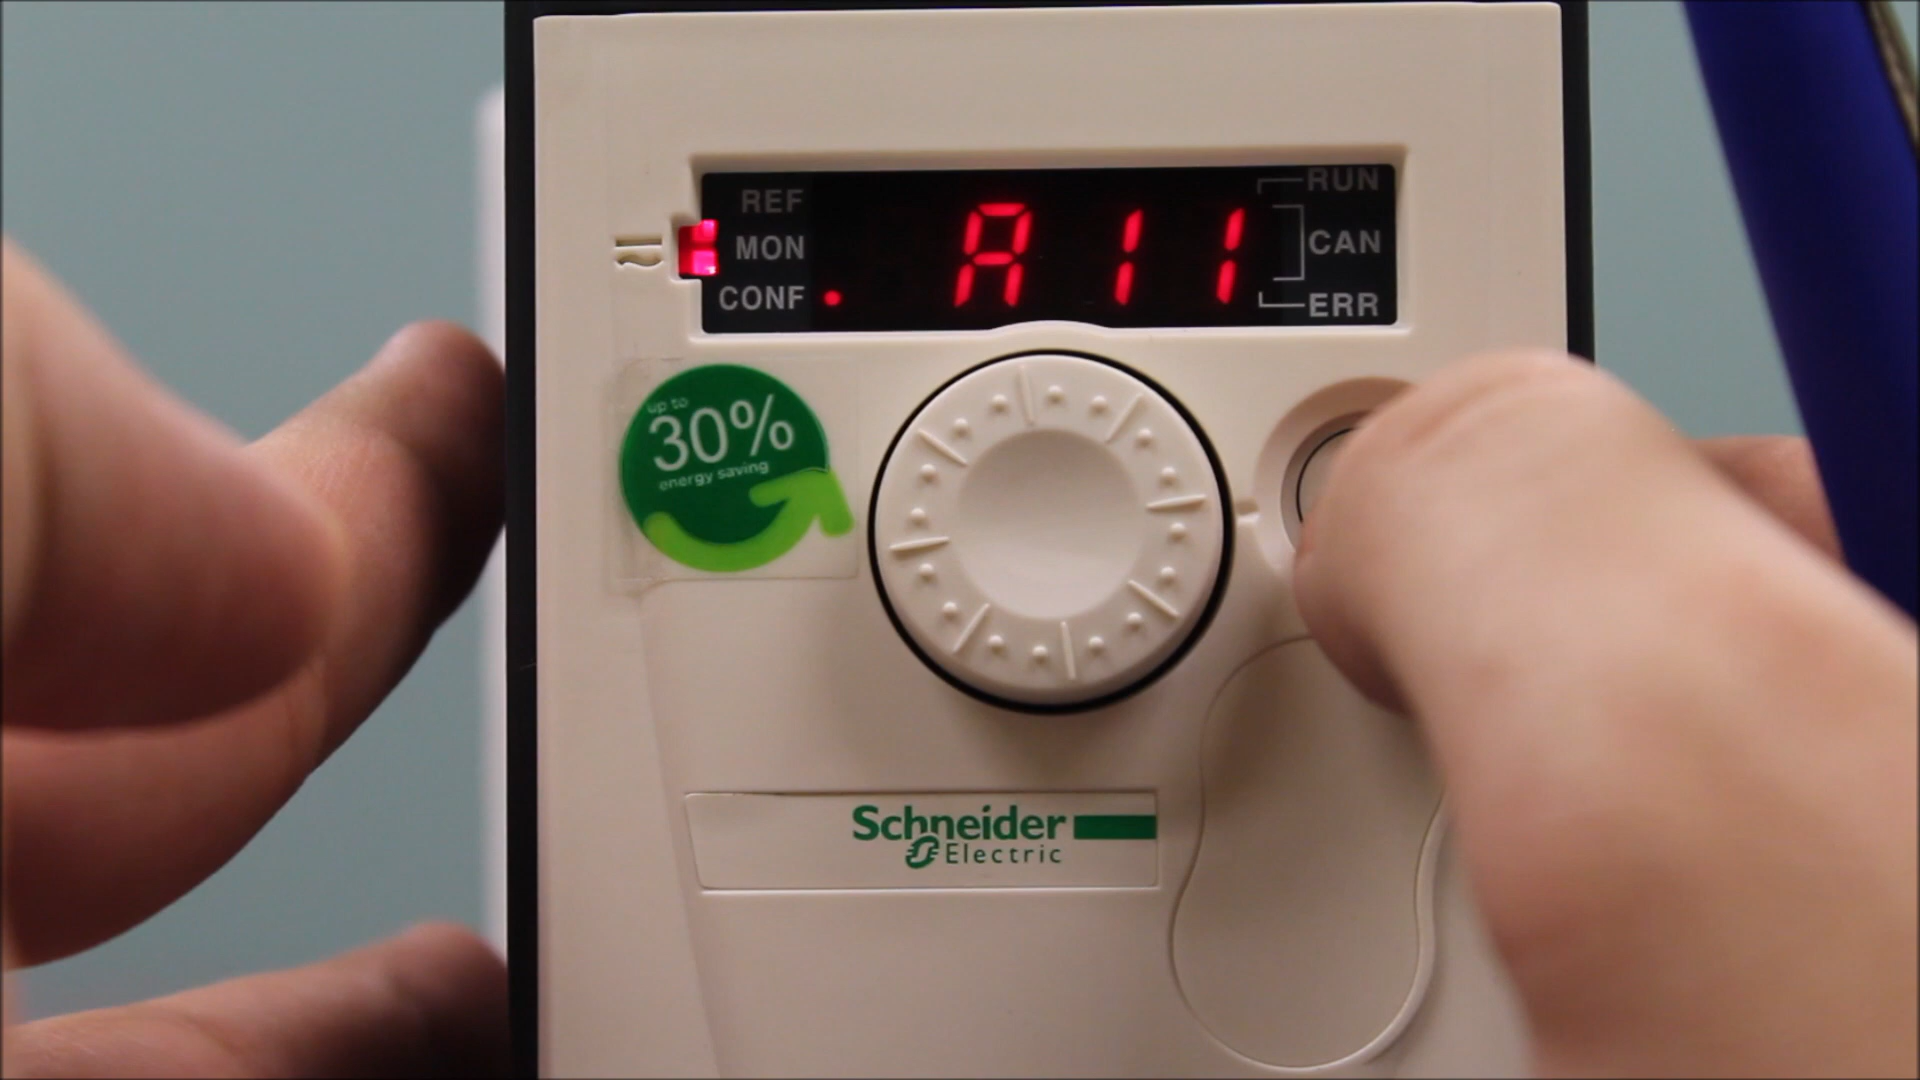 REF
MON
CONF
. A11
RUN
CAN
ERR
up to
30%
energy saving
Schneider
Electric